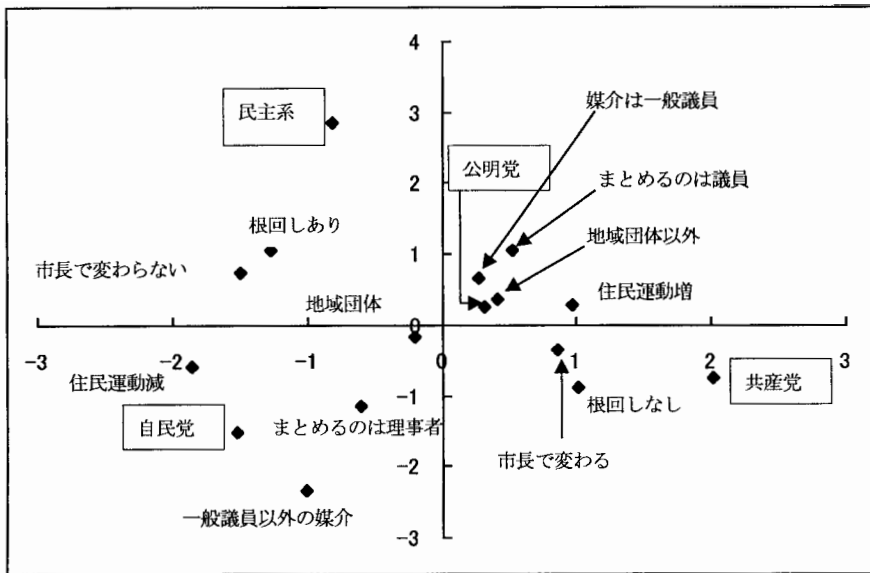 4
媒介は一般議員
民主系
3
公明党
2
まとめるのは議員
根回しあり
1
地域団体以外
市長で変わらない
地域団体
住民運動増
0
-3
-2
-1
0
1
2
3
住民運動減
-1
根回しなし
共産党
自民党
まとめるのは理事者
市長で変わる
-2
一般議員以外の媒介
-3